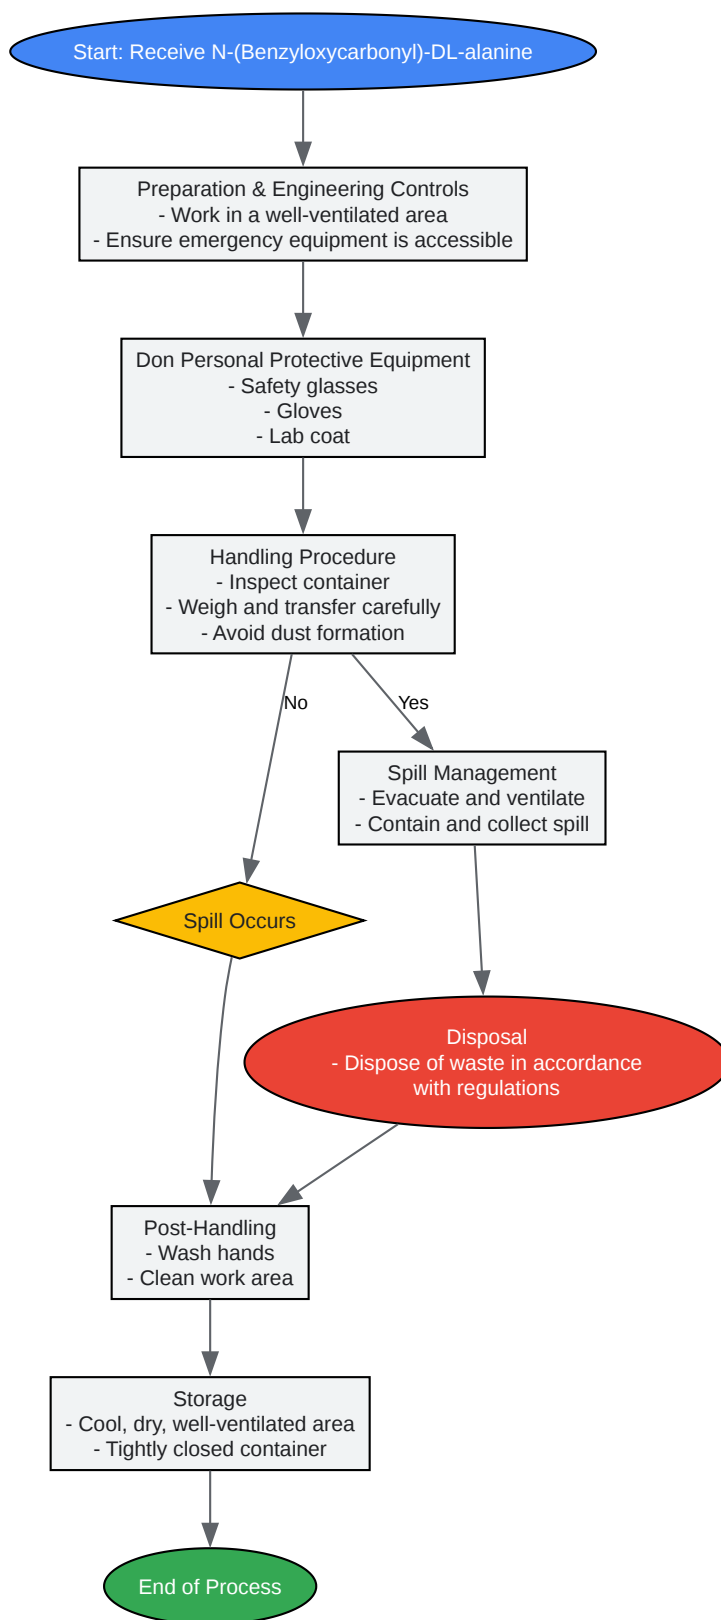 Start: Receive N-(Benzyloxycarbonyl)-DL-alanine
Preparation & Engineering Controls
- Work in a well-ventilated area
- Ensure emergency equipment is accessible
Don Personal Protective Equipment
- Safety glasses
- Gloves
- Lab coat
Handling Procedure
- Inspect container
- Weigh and transfer carefully
- Avoid dust formation
No
Yes
Spill Management
- Evacuate and ventilate
- Contain and collect spill
Spill Occurs
Disposal
- Dispose of waste in accordance
with regulations
Post-Handling
- Wash hands
- Clean work area
Storage
- Cool, dry, well-ventilated area
- Tightly closed container
End of Process